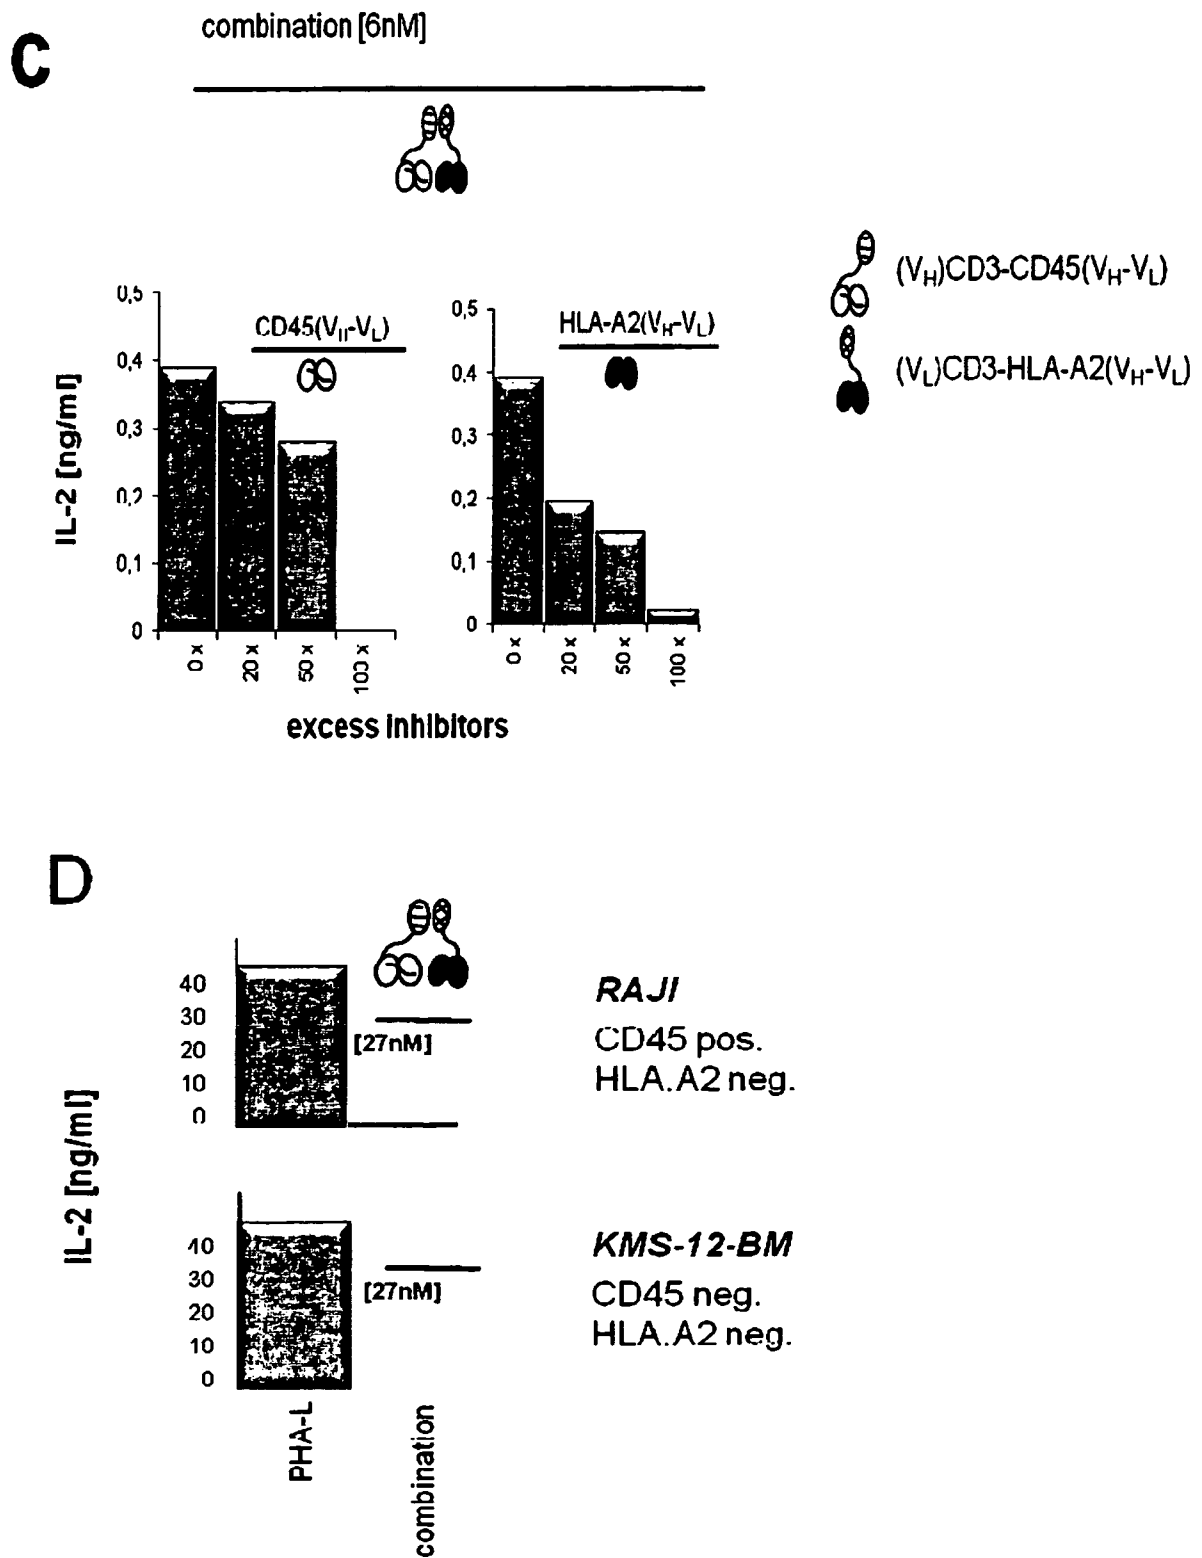 C
combination [6nM]
(VH)CD3-CD45(VH-VL)
(VL)CD3-HLA-A2(VH-VL)
IL-2 [ng/ml]
0,5
0,4
0,3
0,2
0,1
0
CD45(VH-VL)
0 x
20 x
50 x
100 x
0,5
0,4
0,3
0,2
0,1
0
HLA-A2(VH-VL)
0 x
20 x
50 x
100 x
excess inhibitors
D
IL-2 [ng/ml]
40
30
20
10
0
[27nM]
RAJI
CD45 pos.
HLA.A2 neg.
40
30
20
10
0
[27nM]
KMS-12-BM
CD45 neg.
HLA.A2 neg.
PHA-L
combination